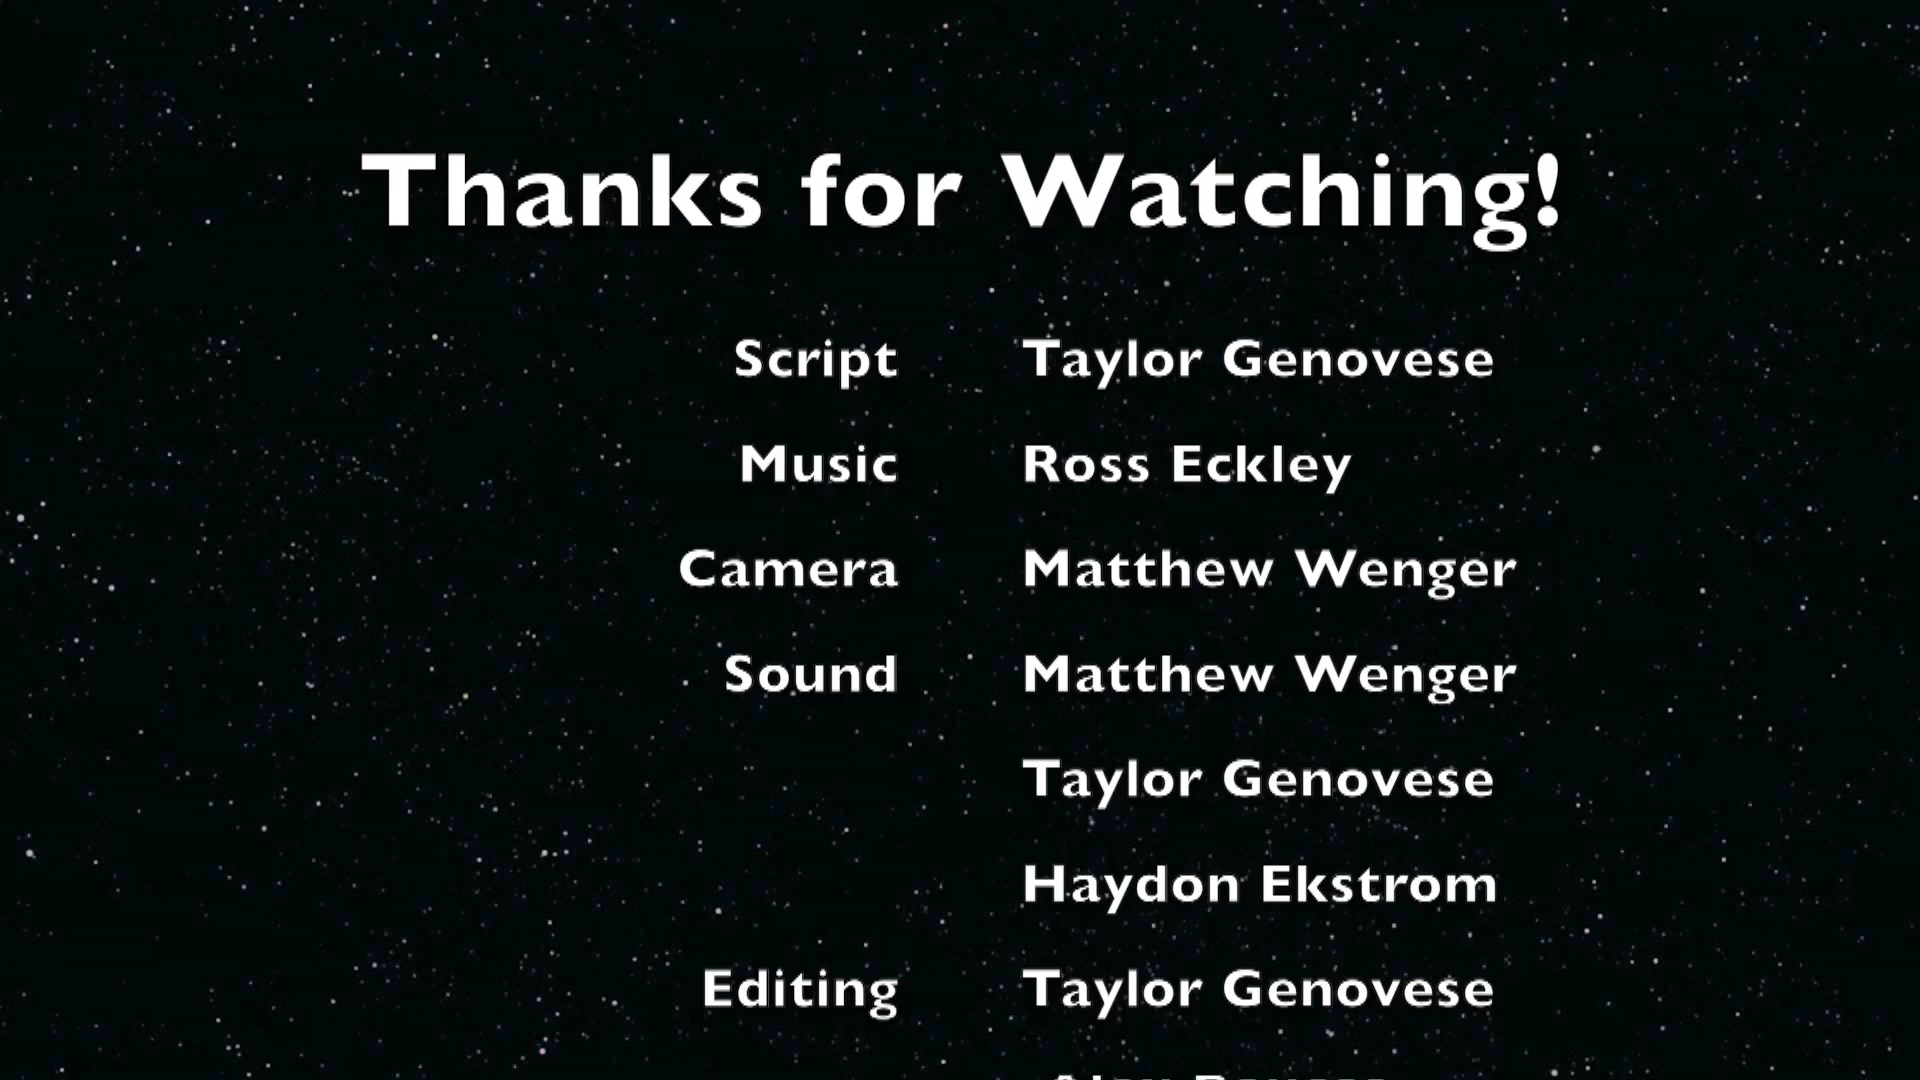 Thanks for Watching!
Script Taylor Genovese
Music Ross Eckley
Camera Matthew Wenger
Sound Matthew Wenger
Taylor Genovese
Haydon Ekstrom
Editing Taylor Genovese